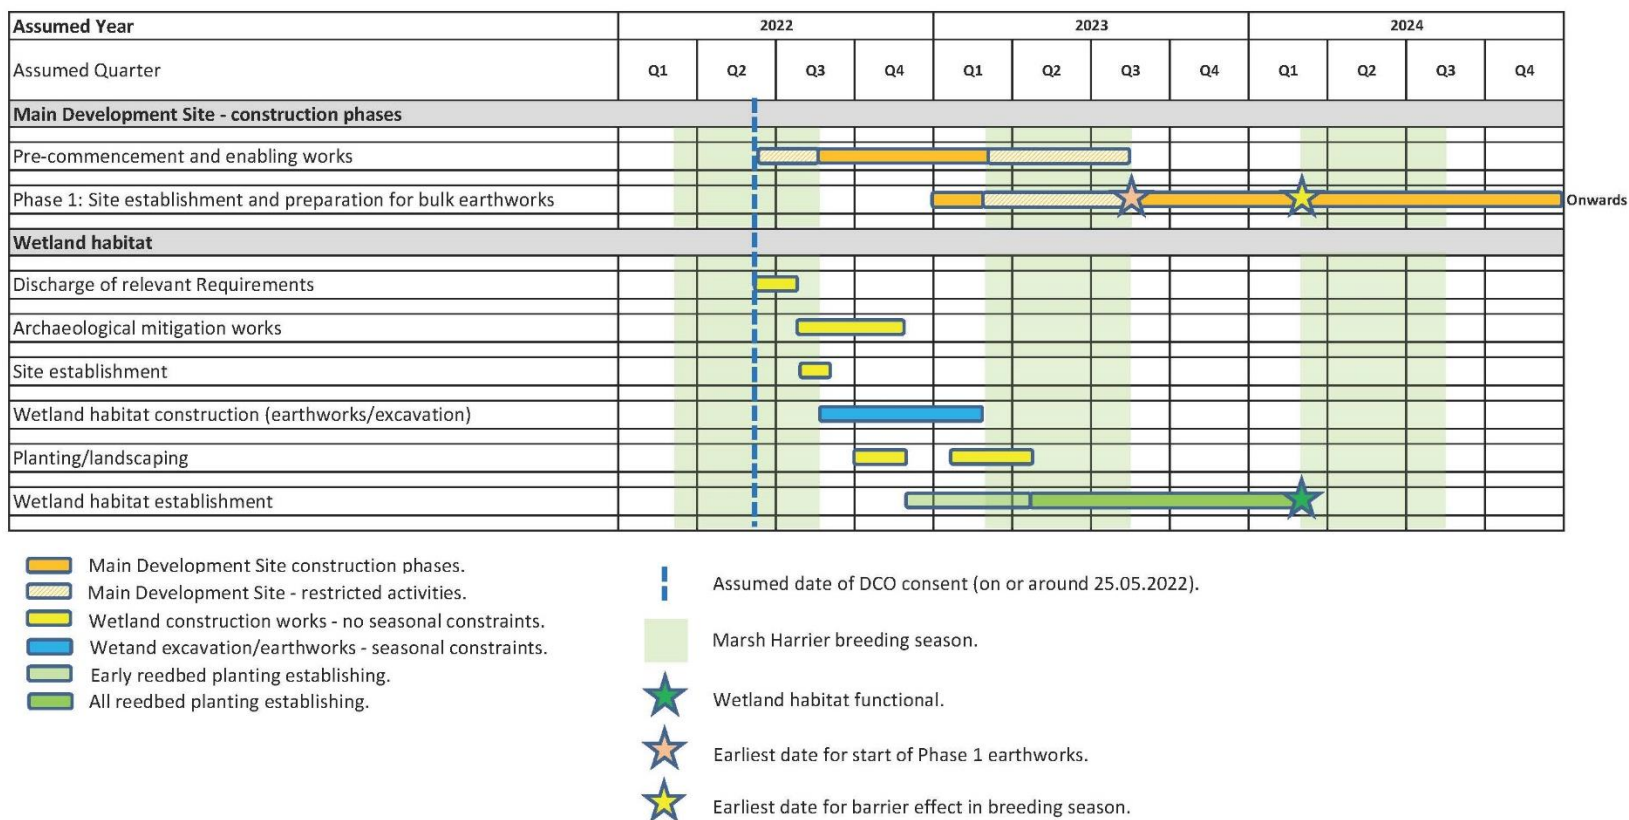 Assumed Year 2022 2023 2024
Assumed Quarter Q1 Q2 Q3 Q4 Q1 Q2 Q3 Q4 Q1 Q2 Q3 Q4
Main Development Site - construction phases
Pre-commencement and enabling works
Phase 1: Site establishment and preparation for bulk earthworks Onwards
Wetland habitat
Discharge of relevant Requirements
Archaeological mitigation works
Site establishment
Wetland habitat construction (earthworks/excavation)
Planting/landscaping
Wetland habitat establishment
Main Development Site construction phases.
Main Development Site - restricted activities.
Wetland construction works - no seasonal constraints.
Wetand excavation/earthworks - seasonal constraints.
Early reedbed planting establishing.
All reedbed planting establishing.
Assumed date of DCO consent (on or around 25.05.2022).
Marsh Harrier breeding season.
Wetland habitat functional.
Earliest date for start of Phase 1 earthworks.
Earliest date for barrier effect in breeding season.